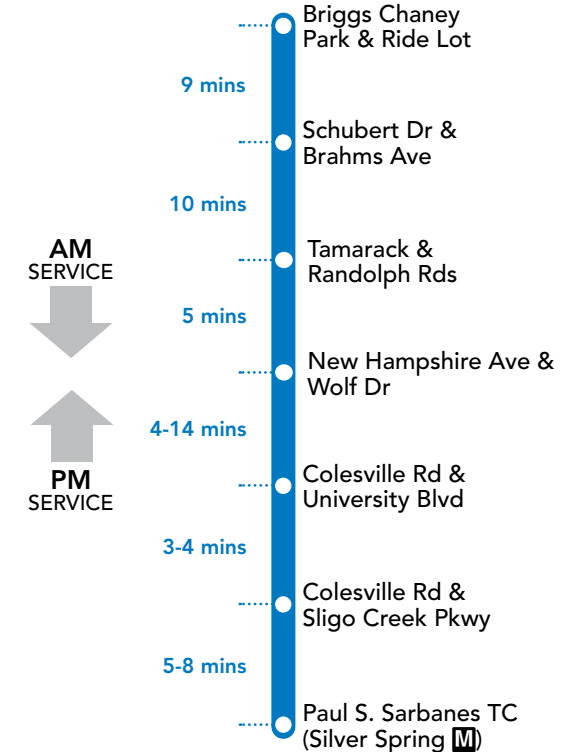 Briggs Chaney
Park & Ride Lot
9 mins
Schubert Dr &
Brahms Ave
10 mins
Tamarack &
Randolph Rds
AM
SERVICE
5 mins
New Hampshire Ave &
Wolf Dr
4-14 mins
PM
SERVICE
Colesville Rd &
University Blvd
3-4 mins
Colesville Rd &
Sligo Creek Pkwy
5-8 mins
Paul S. Sarbanes TC
(Silver Spring M)